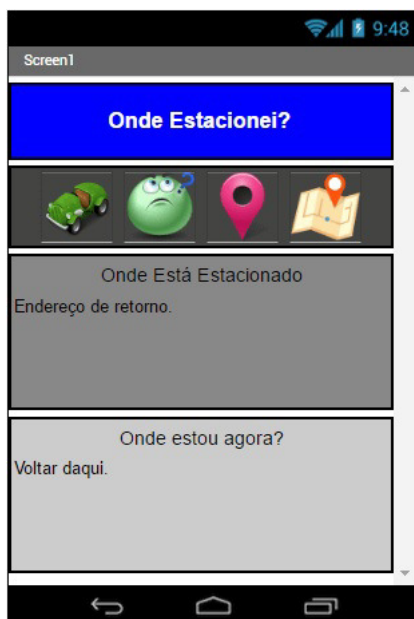 9:48
Screen1
Onde Estacionei?
?
Onde Está Estacionado
Endereço de retorno.
Onde estou agora?
Voltar daqui.